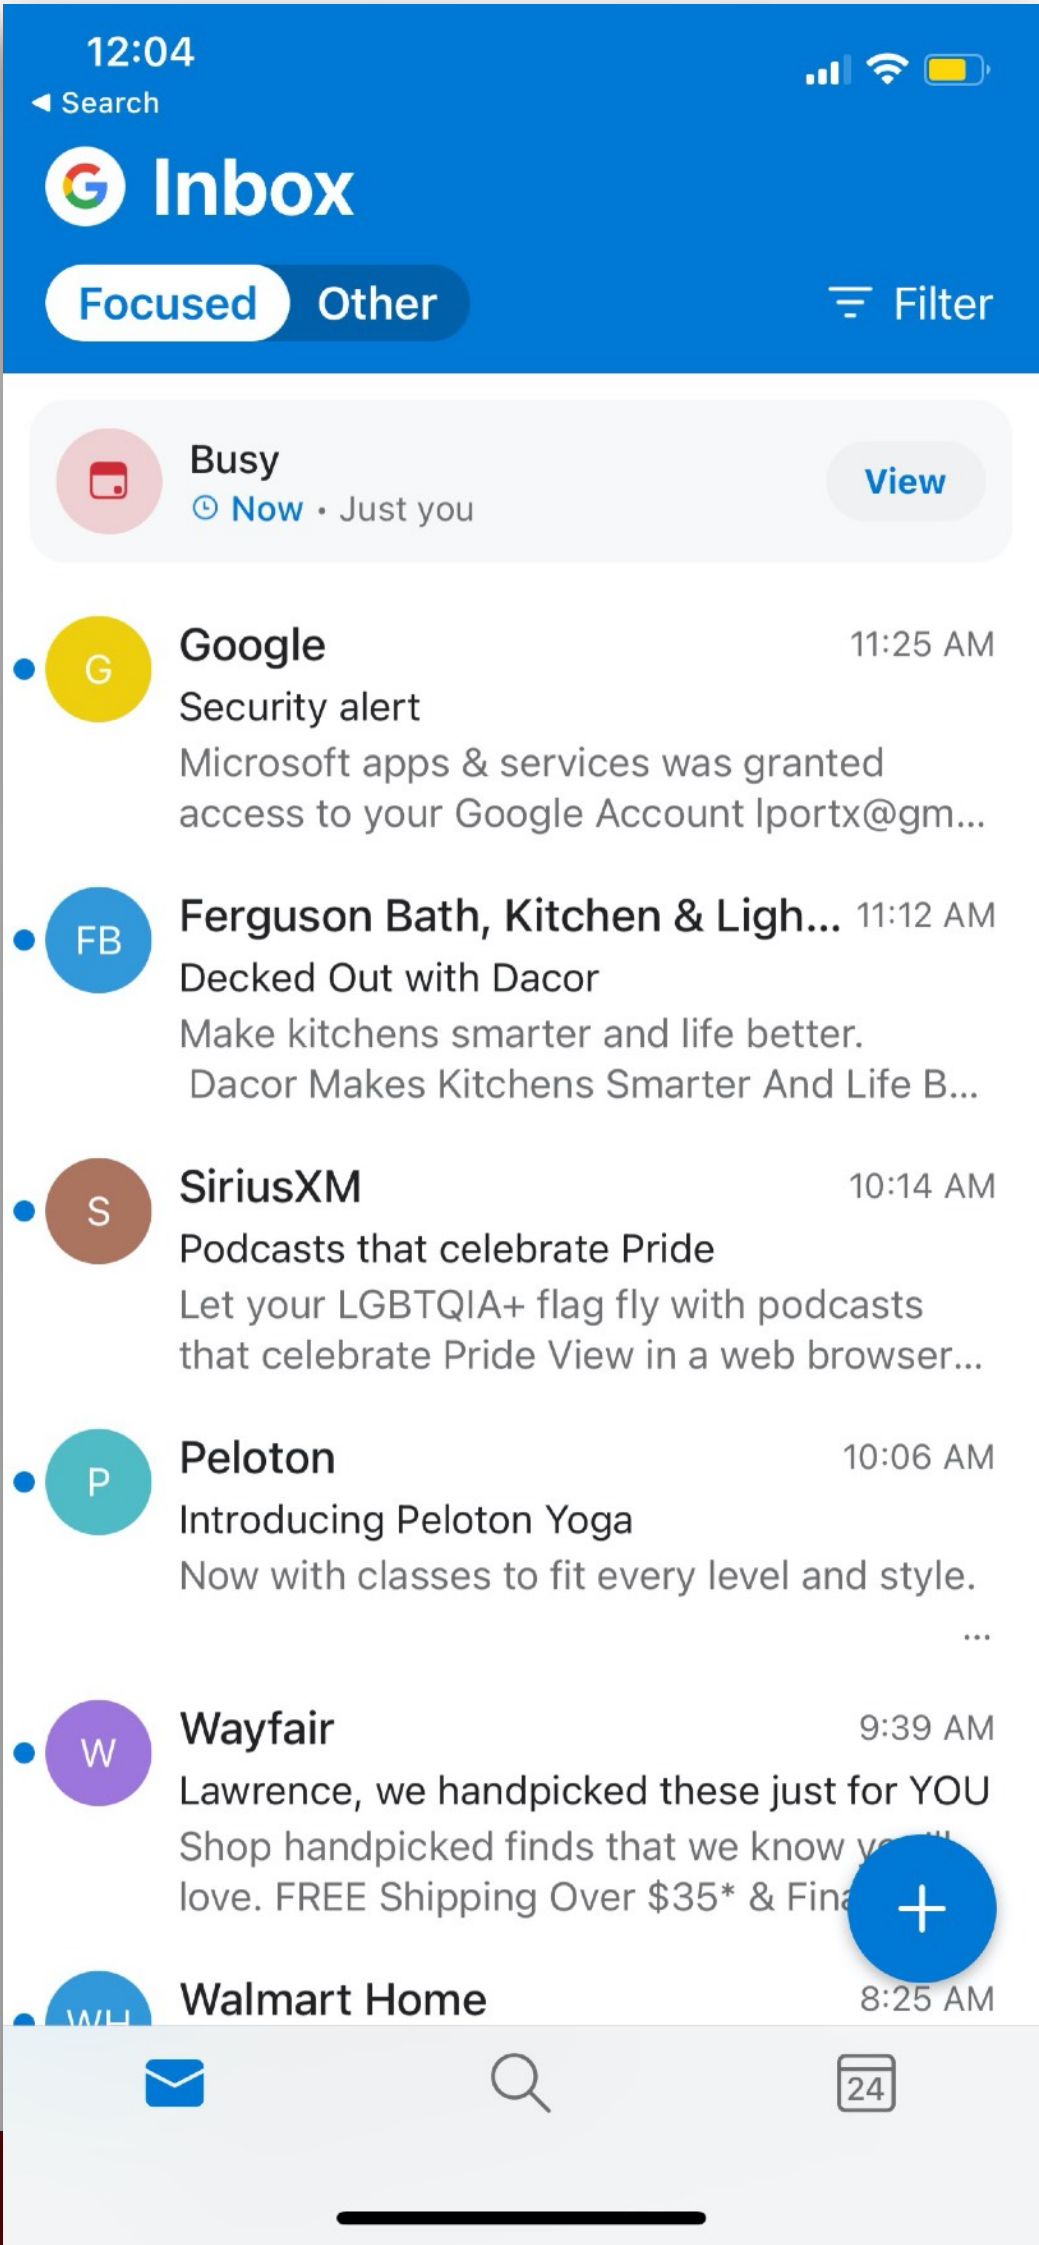 12:04
◀ Search
G Inbox
Focused Other Filter
Busy
Now • Just you
View
G
Google 11:25 AM
Security alert
Microsoft apps & services was granted
access to your Google Account lportx@gm...
FB
Ferguson Bath, Kitchen & Ligh... 11:12 AM
Decked Out with Dacor
Make kitchens smarter and life better.
Dacor Makes Kitchens Smarter And Life B...
S
SiriusXM 10:14 AM
Podcasts that celebrate Pride
Let your LGBTQIA+ flag fly with podcasts
that celebrate Pride View in a web browser...
P
Peloton 10:06 AM
Introducing Peloton Yoga
Now with classes to fit every level and style.
...
W
Wayfair 9:39 AM
Lawrence, we handpicked these just for YOU
Shop handpicked finds that we know
love. FREE Shipping Over $35* &
WH
Walmart Home 8:25 AM
24